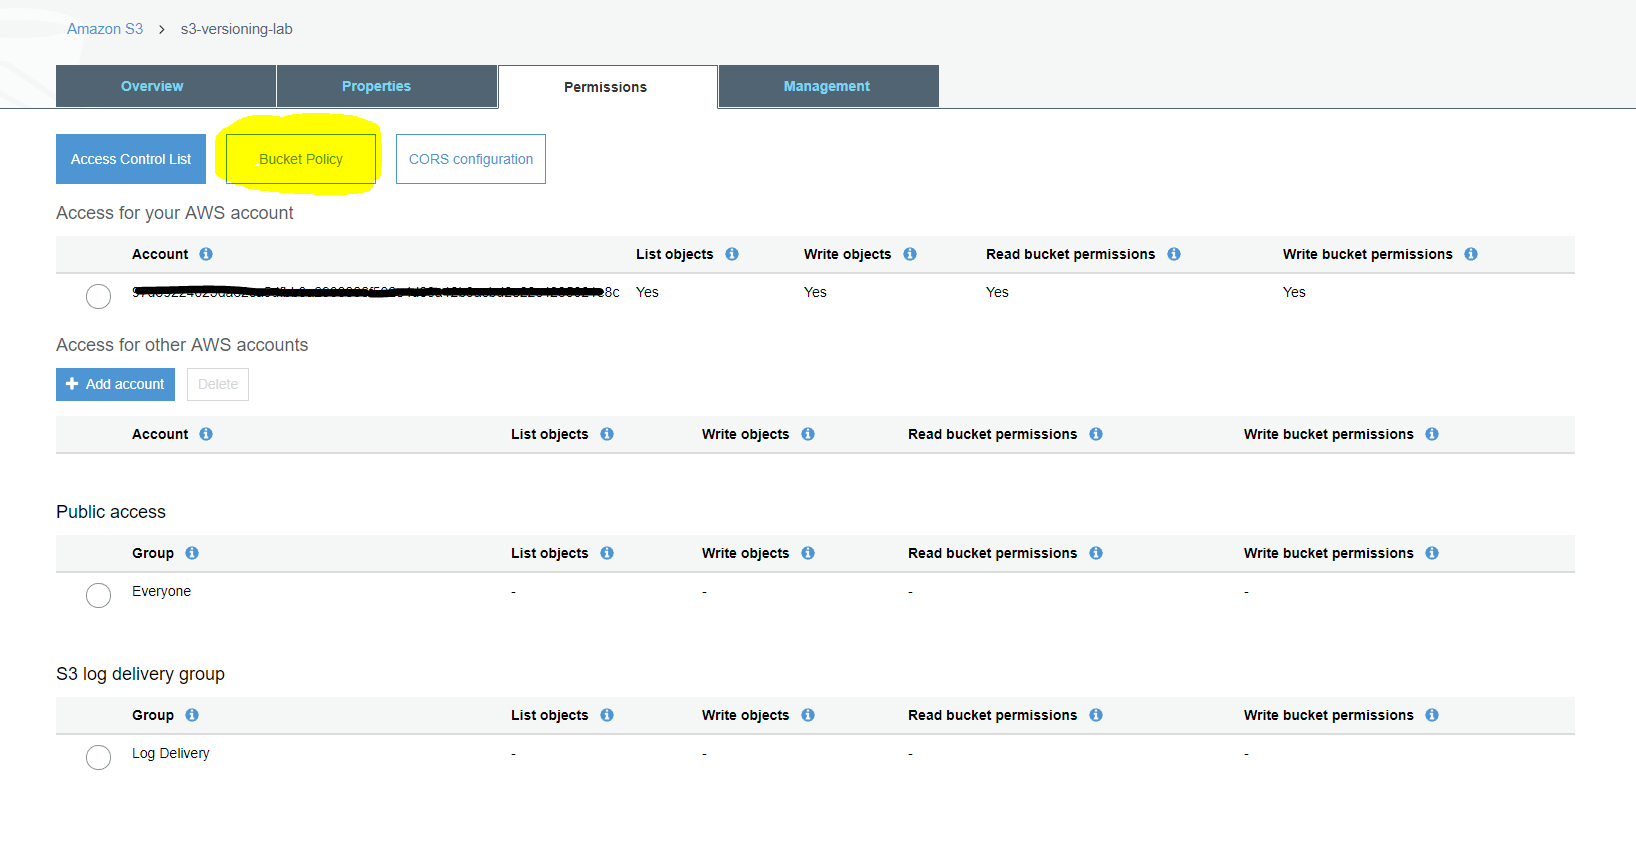 Amazon S3 > s3-versioning-lab
Overview Properties Permissions Management
Access Control List Bucket Policy CORS configuration
Access for your AWS account
Account List objects Write objects Read bucket permissions Write bucket permissions
8c Yes Yes Yes Yes
Access for other AWS accounts
+ Add account Delete
Account List objects Write objects Read bucket permissions Write bucket permissions
Public access
Group List objects Write objects Read bucket permissions Write bucket permissions
Everyone - - - -
S3 log delivery group
Group List objects Write objects Read bucket permissions Write bucket permissions
Log Delivery - - - -